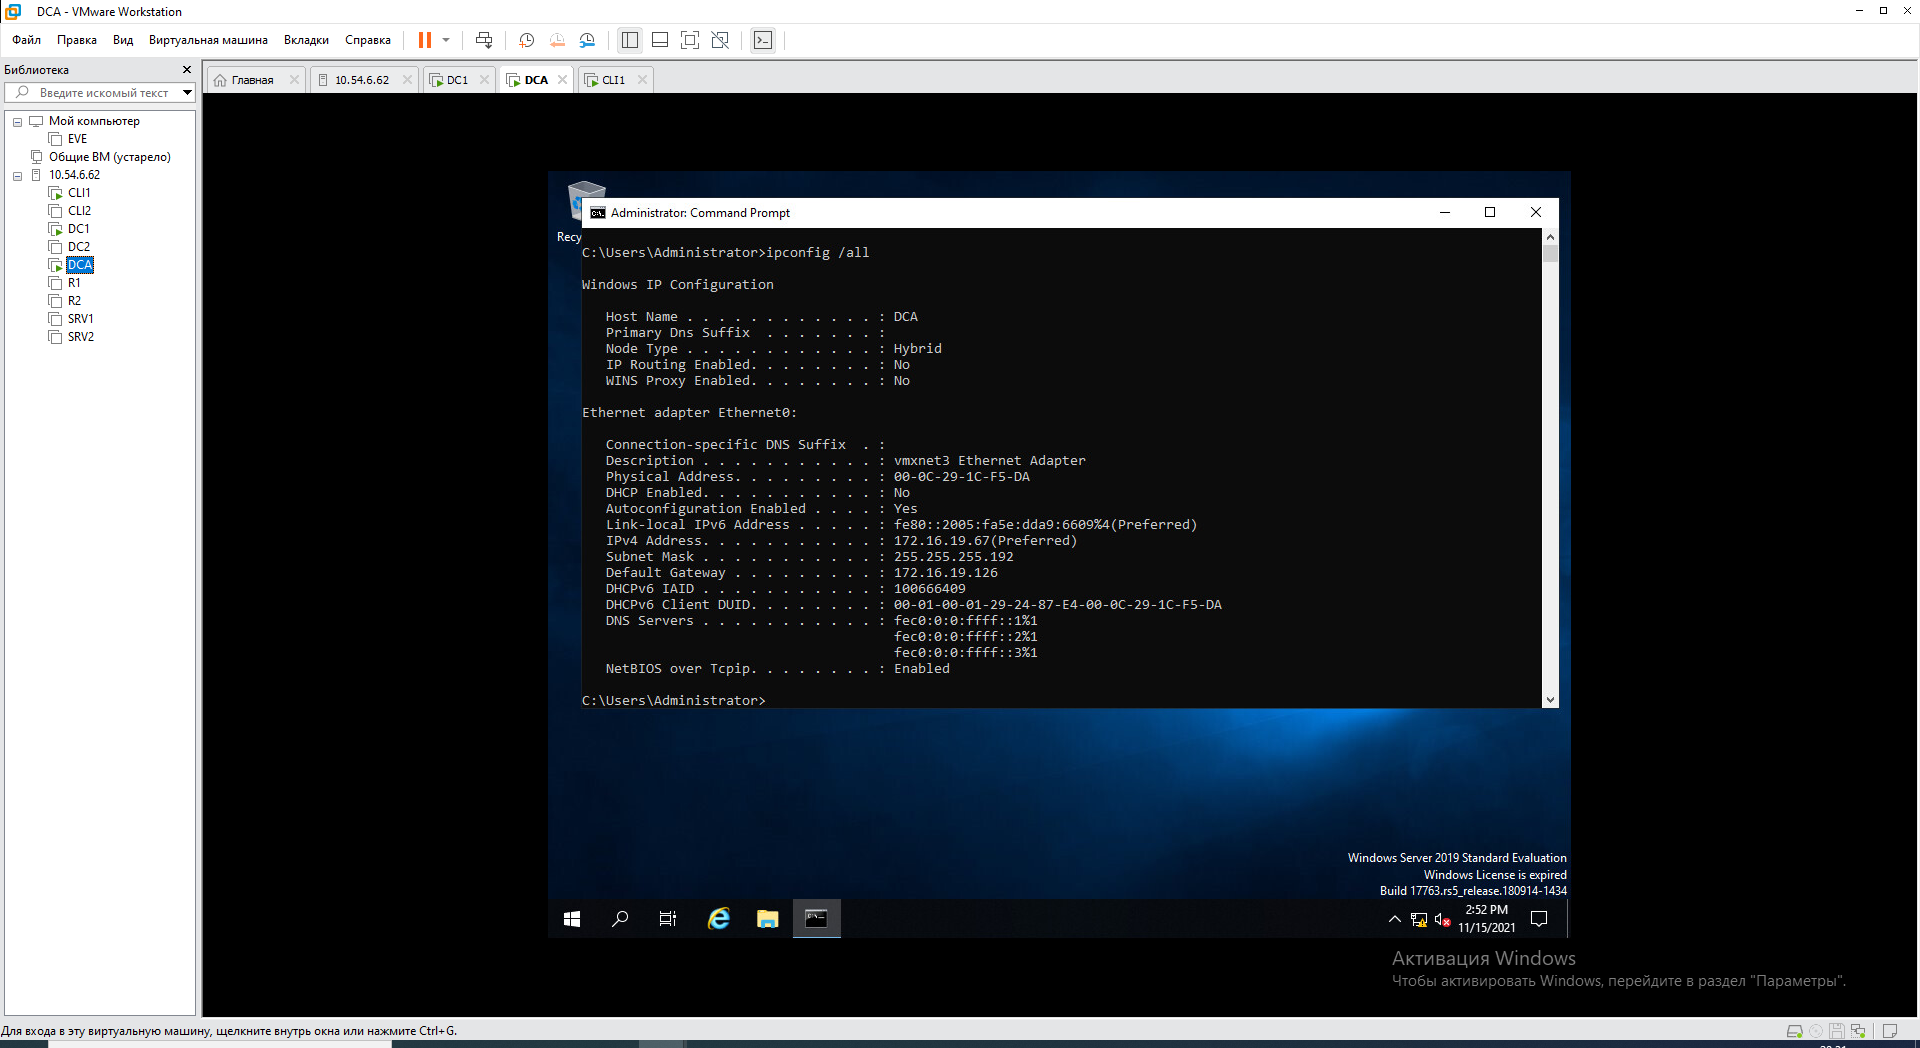 DCA - VMware Workstation
Файл Правка Вид Виртуальная машина Вкладки Справка
Библиотека
Введите искомый текст
Главная 10.54.6.62 DC1 DCA CLI1
Мой компьютер
EVE
Общие ВМ (устарело)
10.54.6.62
CLI1
CLI2
DC1
DC2
DCA
R1
R2
SRV1
SRV2
Recy
Administrator: Command Prompt
C:\Users\Administrator>ipconfig /all
Windows IP Configuration
Host Name . . . . . . . . . . . . : DCA
Primary Dns Suffix  . . . . . . . :
Node Type . . . . . . . . . . . . : Hybrid
IP Routing Enabled. . . . . . . . : No
WINS Proxy Enabled. . . . . . . . : No
Ethernet adapter Ethernet0:
Connection-specific DNS Suffix  . :
Description . . . . . . . . . . . : vmxnet3 Ethernet Adapter
Physical Address. . . . . . . . . : 00-0C-29-1C-F5-DA
DHCP Enabled. . . . . . . . . . . : No
Autoconfiguration Enabled . . . . : Yes
Link-local IPv6 Address . . . . . : fe80::2005:fa5e:dda9:6609%4(Preferred)
IPv4 Address. . . . . . . . . . . : 172.16.19.67(Preferred)
Subnet Mask . . . . . . . . . . . : 255.255.255.192
Default Gateway . . . . . . . . . : 172.16.19.126
DHCPv6 IAID . . . . . . . . . . . : 100666409
DHCPv6 Client DUID. . . . . . . . : 00-01-00-01-29-24-87-E4-00-0C-29-1C-F5-DA
DNS Servers . . . . . . . . . . . : fec0:0:0:ffff::1%1
fec0:0:0:ffff::2%1
fec0:0:0:ffff::3%1
NetBIOS over Tcpip. . . . . . . . : Enabled
C:\Users\Administrator>
Windows Server 2019 Standard Evaluation
Windows License is expired
Build 17763.rs5_release.180914-1434
2:52 PM
11/15/2021
Активация Windows
Чтобы активировать Windows, перейдите в раздел "Параметры".
Для входа в эту виртуальную машину, щелкните внутрь окна или нажмите Ctrl+G.